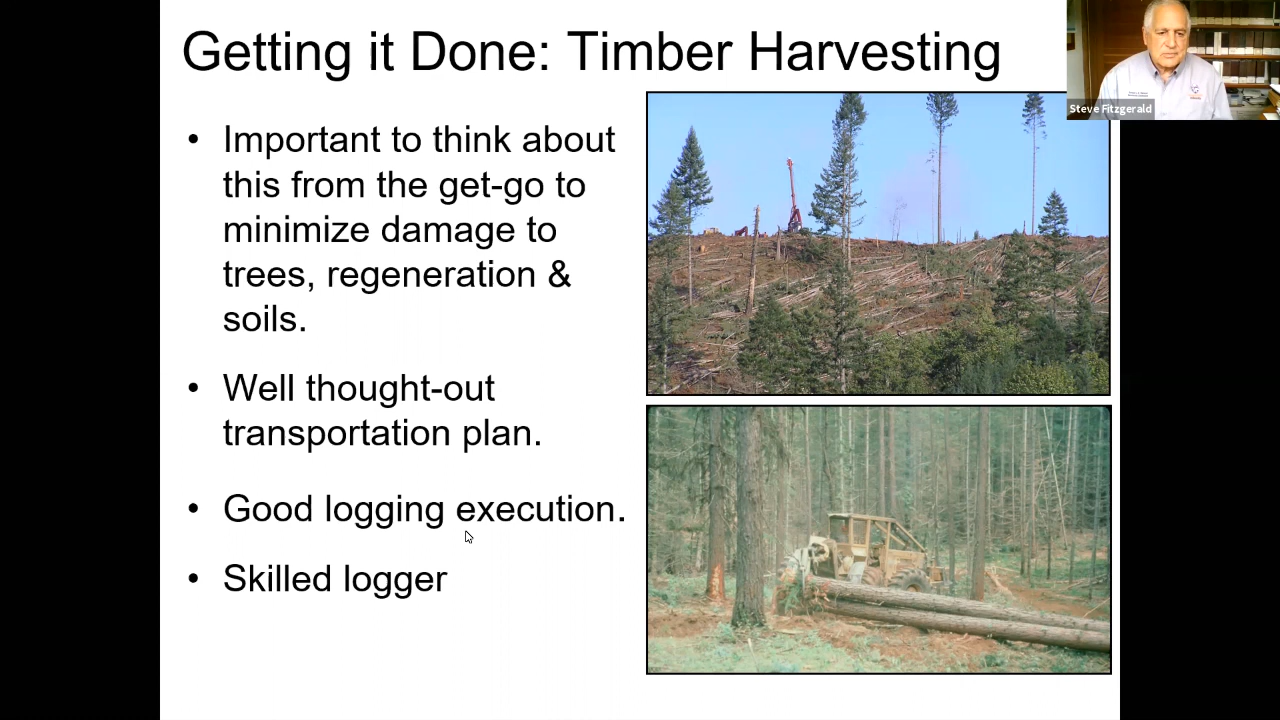 Getting it Done: Timber Harvesting
Steve Fitzgerald
• Important to think about
this from the get-go to
minimize damage to
trees, regeneration &
soils.
• Well thought-out
transportation plan.
• Good logging execution.
• Skilled logger